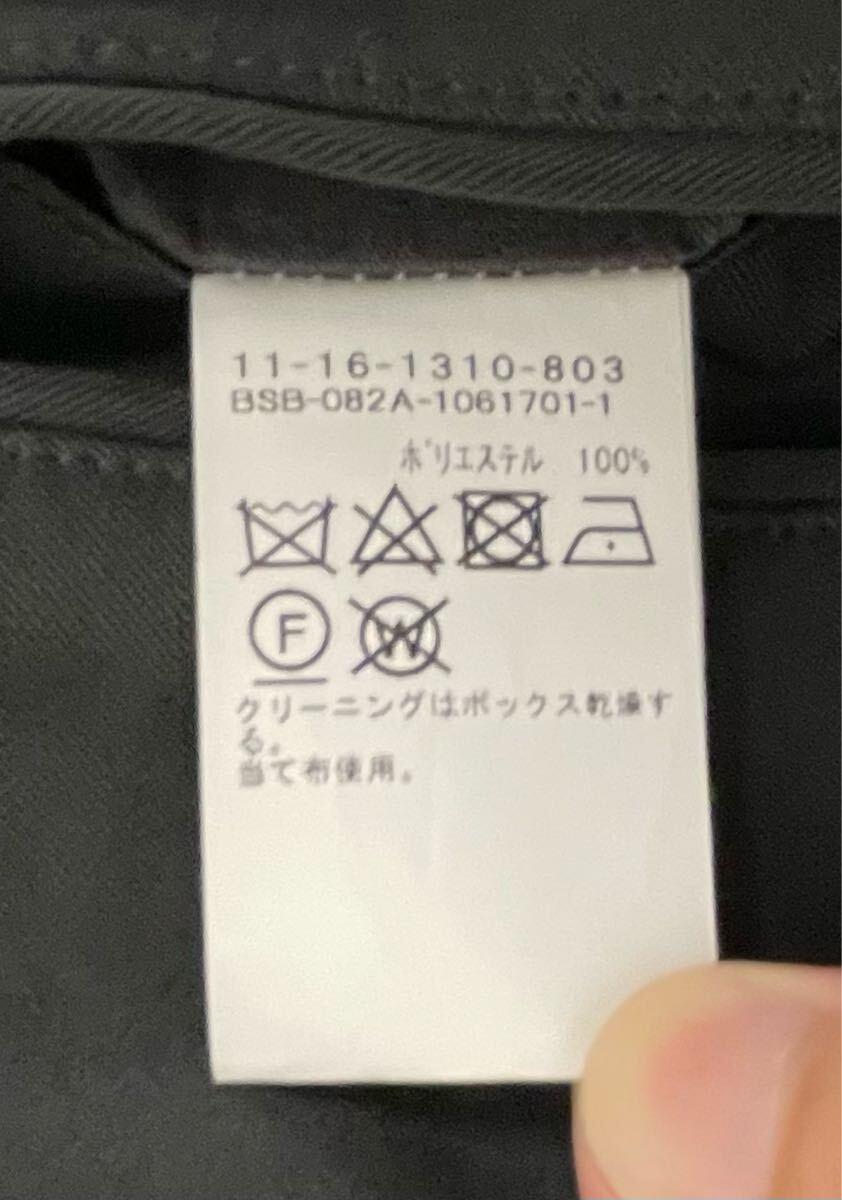 11-16-1310-803
BSB-082A-1061701-1
ポリエステル 100%
F W
クリーニングはボックス乾燥す
る。
当て布使用。